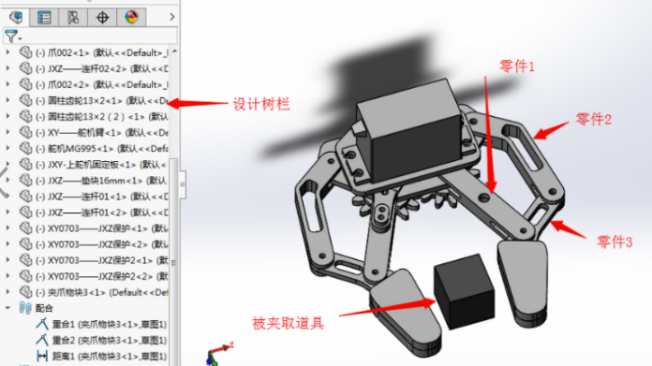 (-) 爪002<1> (默认<<Default>_
(-) JXZ——连杆02<2> (默认<<D
(-) 爪002<2> (默认<<Default>_
(-) 圆柱齿轮13×2<1> (默认<<De
(-) 圆柱齿轮13×2（2）<1> (默
(-) XY——舵机臂<1> (默认<<De
(-) 舵机MG995<1> (默认<<Defa
(-) JXY-上舵机固定板<1> (默认<
(-) JXZ——垫块16mm<1> (默认<
(-) JXZ——连杆01<1> (默认<<D
(-) JXZ——连杆01<2> (默认<<D
(-) XY0703——JXZ保护<1> (默认
(-) XY0703——JXZ保护<2> (默认
(-) XY0703——JXZ保护2<1> (默
(-) XY0703——JXZ保护2<2> (默
(-) 夹爪物块3<1> (Default<<De
配合
重合1 (夹爪物块3<1>,草图1)
重合2 (夹爪物块3<1>,草图1)
距离1 (夹爪物块3<1>,草图1)
设计树栏
零件1
零件2
零件3
被夹取道具